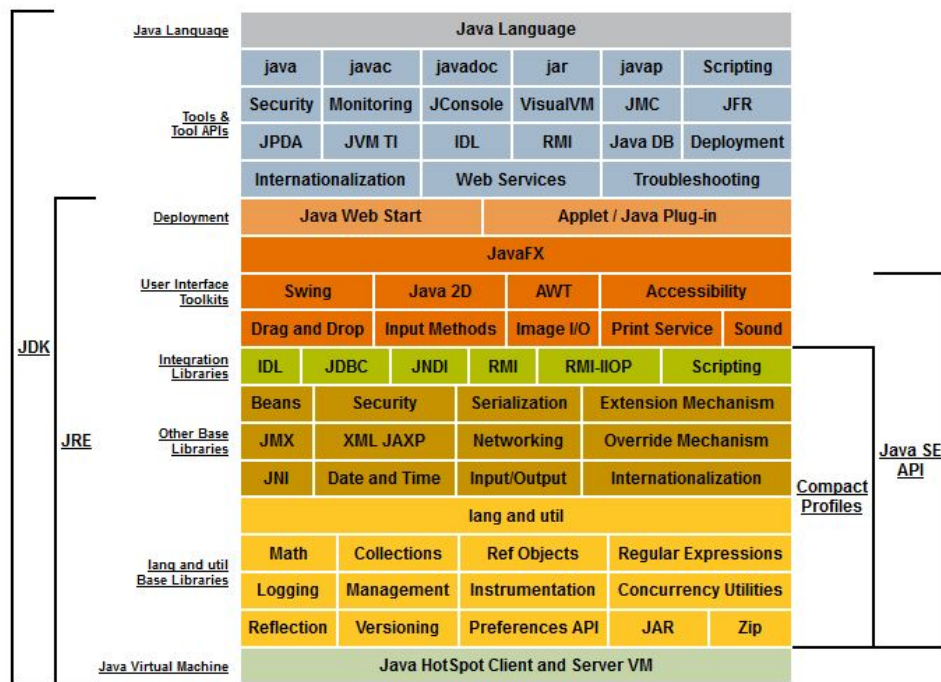 Java Language
Java Language
java javac javadoc jar javap Scripting
Security Monitoring JConsole VisualVM JMC JFR
Tools &
Tool APIs
JPDA JVM TI IDL RMI Java DB Deployment
Internationalization Web Services Troubleshooting
Deployment
Java Web Start Applet / Java Plug-in
JavaFX
User Interface
Toolkits
Swing Java 2D AWT Accessibility
Drag and Drop Input Methods Image I/O Print Service Sound
JDK
Integration
Libraries
IDL JDBC JNDI RMI RMI-IIOP Scripting
Beans Security Serialization Extension Mechanism
JRE
Other Base
Libraries
JMX XML JAXP Networking Override Mechanism
Java SE
API
JNI Date and Time Input/Output Internationalization
Compact
Profiles
lang and util
Math Collections Ref Objects Regular Expressions
lang and util
Base Libraries
Logging Management Instrumentation Concurrency Utilities
Reflection Versioning Preferences API JAR Zip
Java Virtual Machine
Java HotSpot Client and Server VM